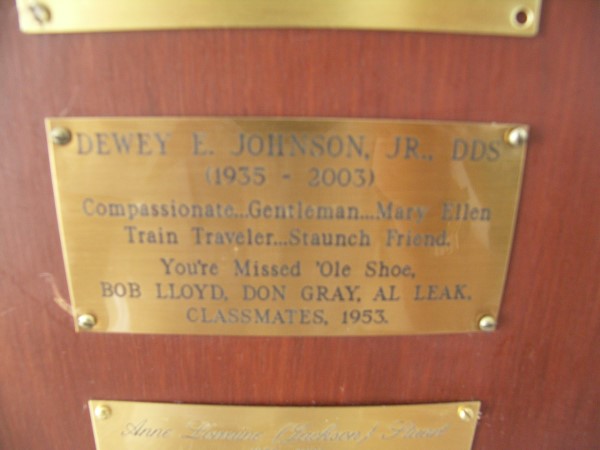 DEWEY E. JOHNSON, JR., DDS
(1935 - 2003)
Compassionate...Gentleman...Mary Ellen
Train Traveler...Staunch Friend.
You're Missed 'Ole Shoe,
BOB LLOYD, DON GRAY, AL LEAK,
CLASSMATES, 1953.
Anne